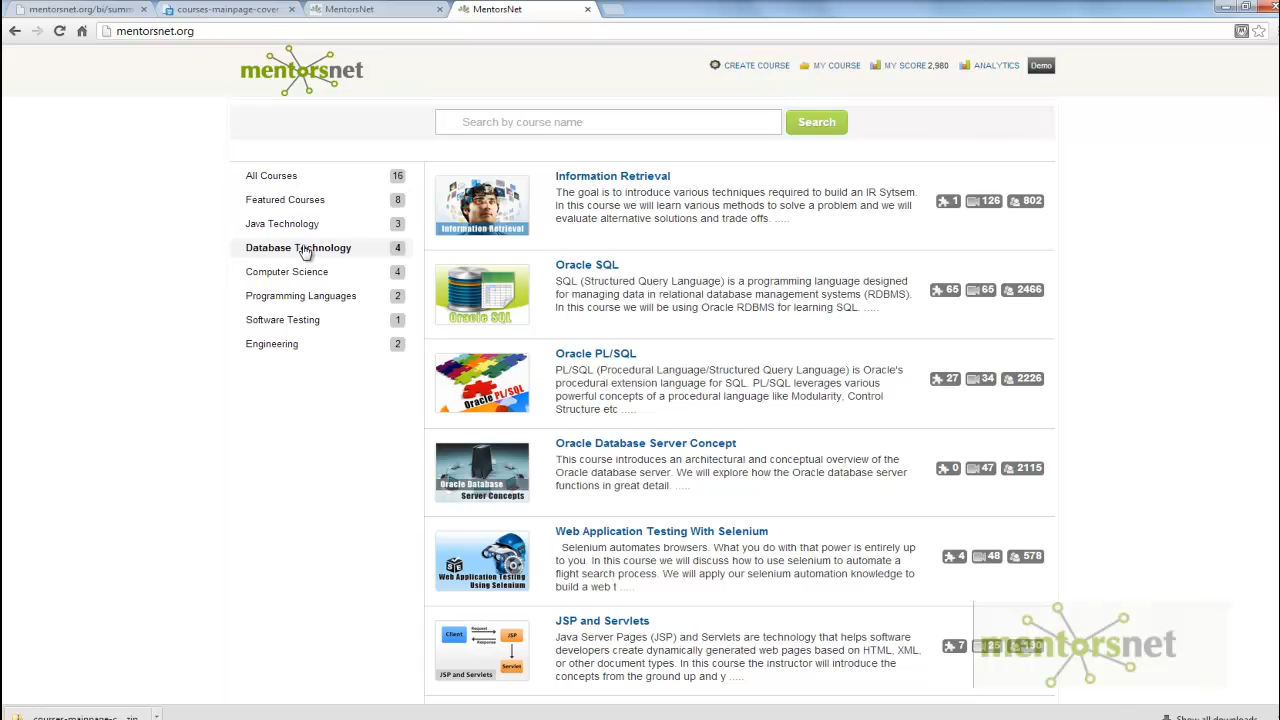 mentorsnet.org/bi/summ
courses-mainpage-cover
MentorsNet
MentorsNet
mentorsnet.org
mentorsnet
CREATE COURSE
MY COURSE
MY SCORE 2,980
ANALYTICS
Demo
Search by course name
Search
All Courses 16
Featured Courses 8
Java Technology 3
Database Technology 4
Computer Science 4
Programming Languages 2
Software Testing 1
Engineering 2
Information Retrieval
Information Retrieval
The goal is to introduce various techniques required to build an IR Sytsem.
In this course we will learn various methods to solve a problem and we will
evaluate alternative solutions and trade offs. .....
1 126 802
Oracle SQL
Oracle SQL
SQL (Structured Query Language) is a programming language designed
for managing data in relational database management systems (RDBMS).
In this course we will be using Oracle RDBMS for learning SQL. .....
65 65 2466
Oracle PL/SQL
Oracle PL/SQL
PL/SQL (Procedural Language/Structured Query Language) is Oracle's
procedural extension language for SQL. PL/SQL leverages various
powerful concepts of a procedural language like Modularity, Control
Structure etc .....
27 34 2226
Oracle Database
Server Concepts
Oracle Database Server Concept
This course introduces an architectural and conceptual overview of the
Oracle database server. We will explore how the Oracle database server
functions in great detail. .....
0 47 2115
Web Application Testing
Using Selenium
Web Application Testing With Selenium
Selenium automates browsers. What you do with that power is entirely up
to you. In this course we will discuss how to use selenium to automate a
flight search process. We will apply our selenium automation knowledge to
build a web t .....
4 48 578
Client
Request
Response
JSP
Servlet
JSP and Servlets
JSP and Servlets
Java Server Pages (JSP) and Servlets are technology that helps software
developers create dynamically generated web pages based on HTML, XML,
or other document types. In this course the instructor will introduce the
concepts from the ground up and y .....
7
mentorsnet
courses-mainpage-c....zip
Show all downloads...